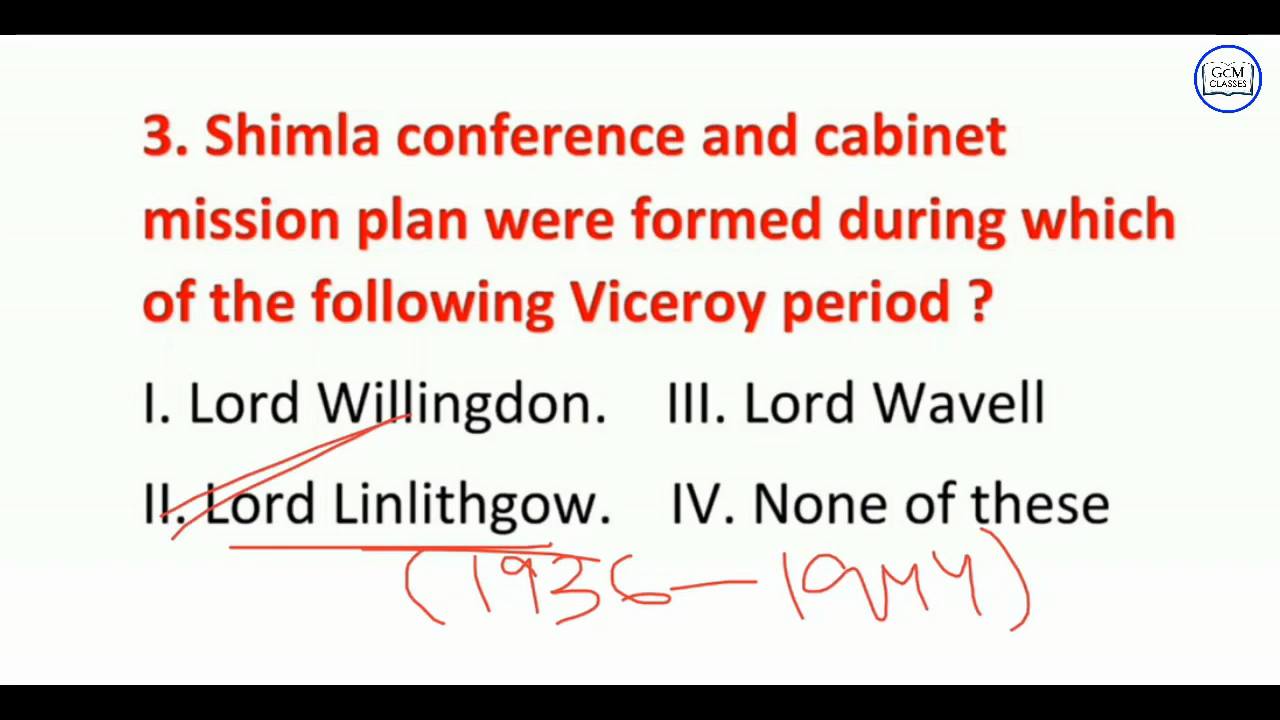 GCM
CLASSES
3. Shimla conference and cabinet
mission plan were formed during which
of the following Viceroy period ?
I. Lord Willingdon. III. Lord Wavell
II. Lord Linlithgow. IV. None of these
(1936 — 1944)